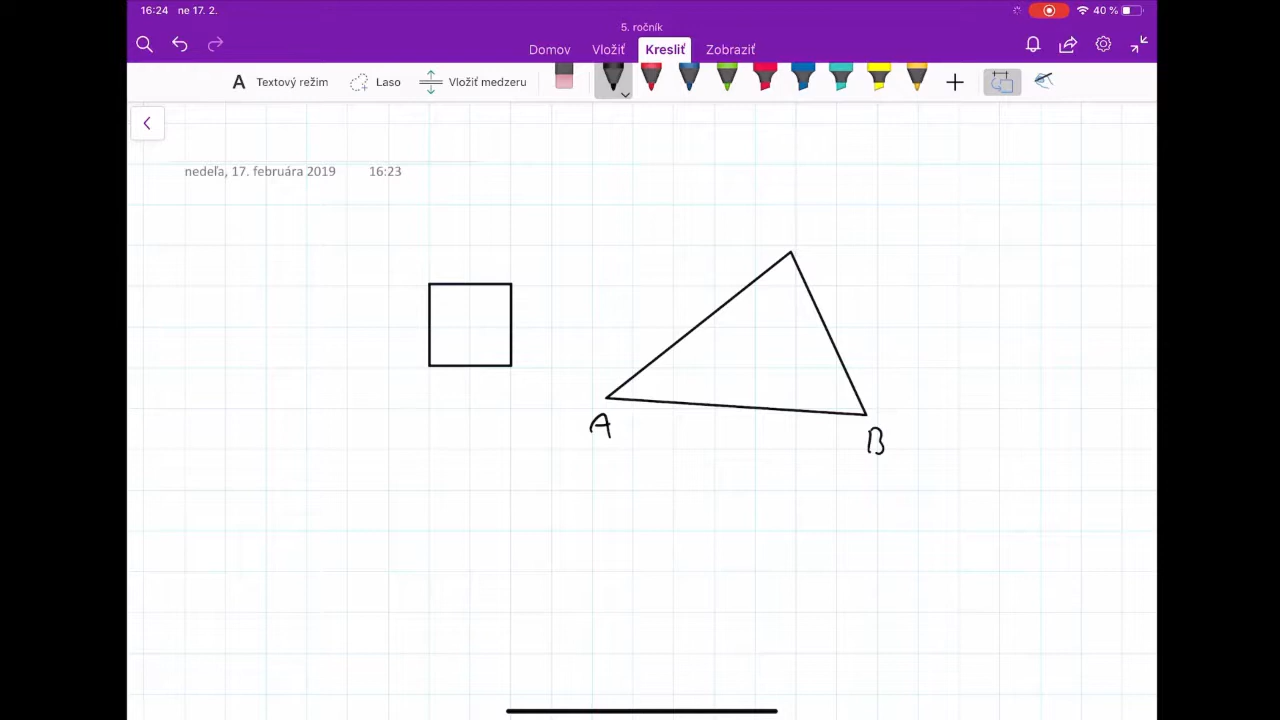 16:24 ne 17. 2. 40 %
5. ročník
Domov Vložiť Kresliť Zobraziť
A Textový režim Laso Vložiť medzeru
nedeľa, 17. februára 2019 16:23
A
B